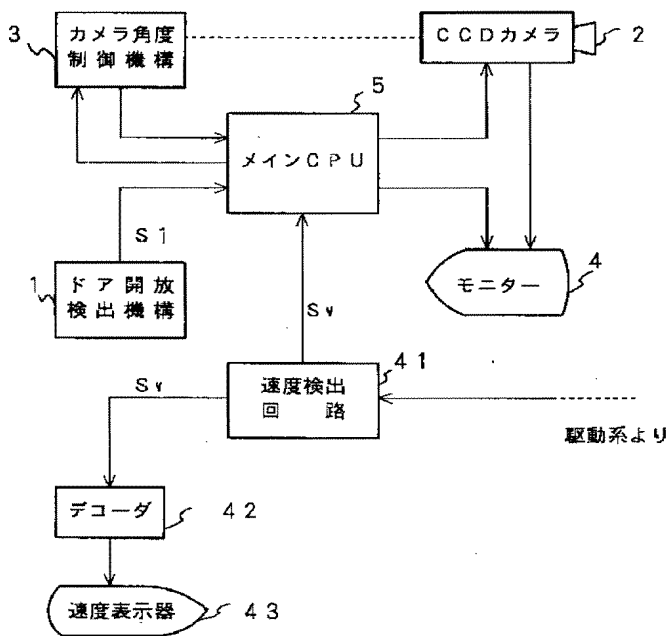 3
カメラ角度
制御機構
CCDカメラ
2
5
メインCPU
S1
1
ドア開放
検出機構
モニター
4
Sv
Sv
速度検出
回路
41
駆動系より
デコーダ
42
速度表示器
43